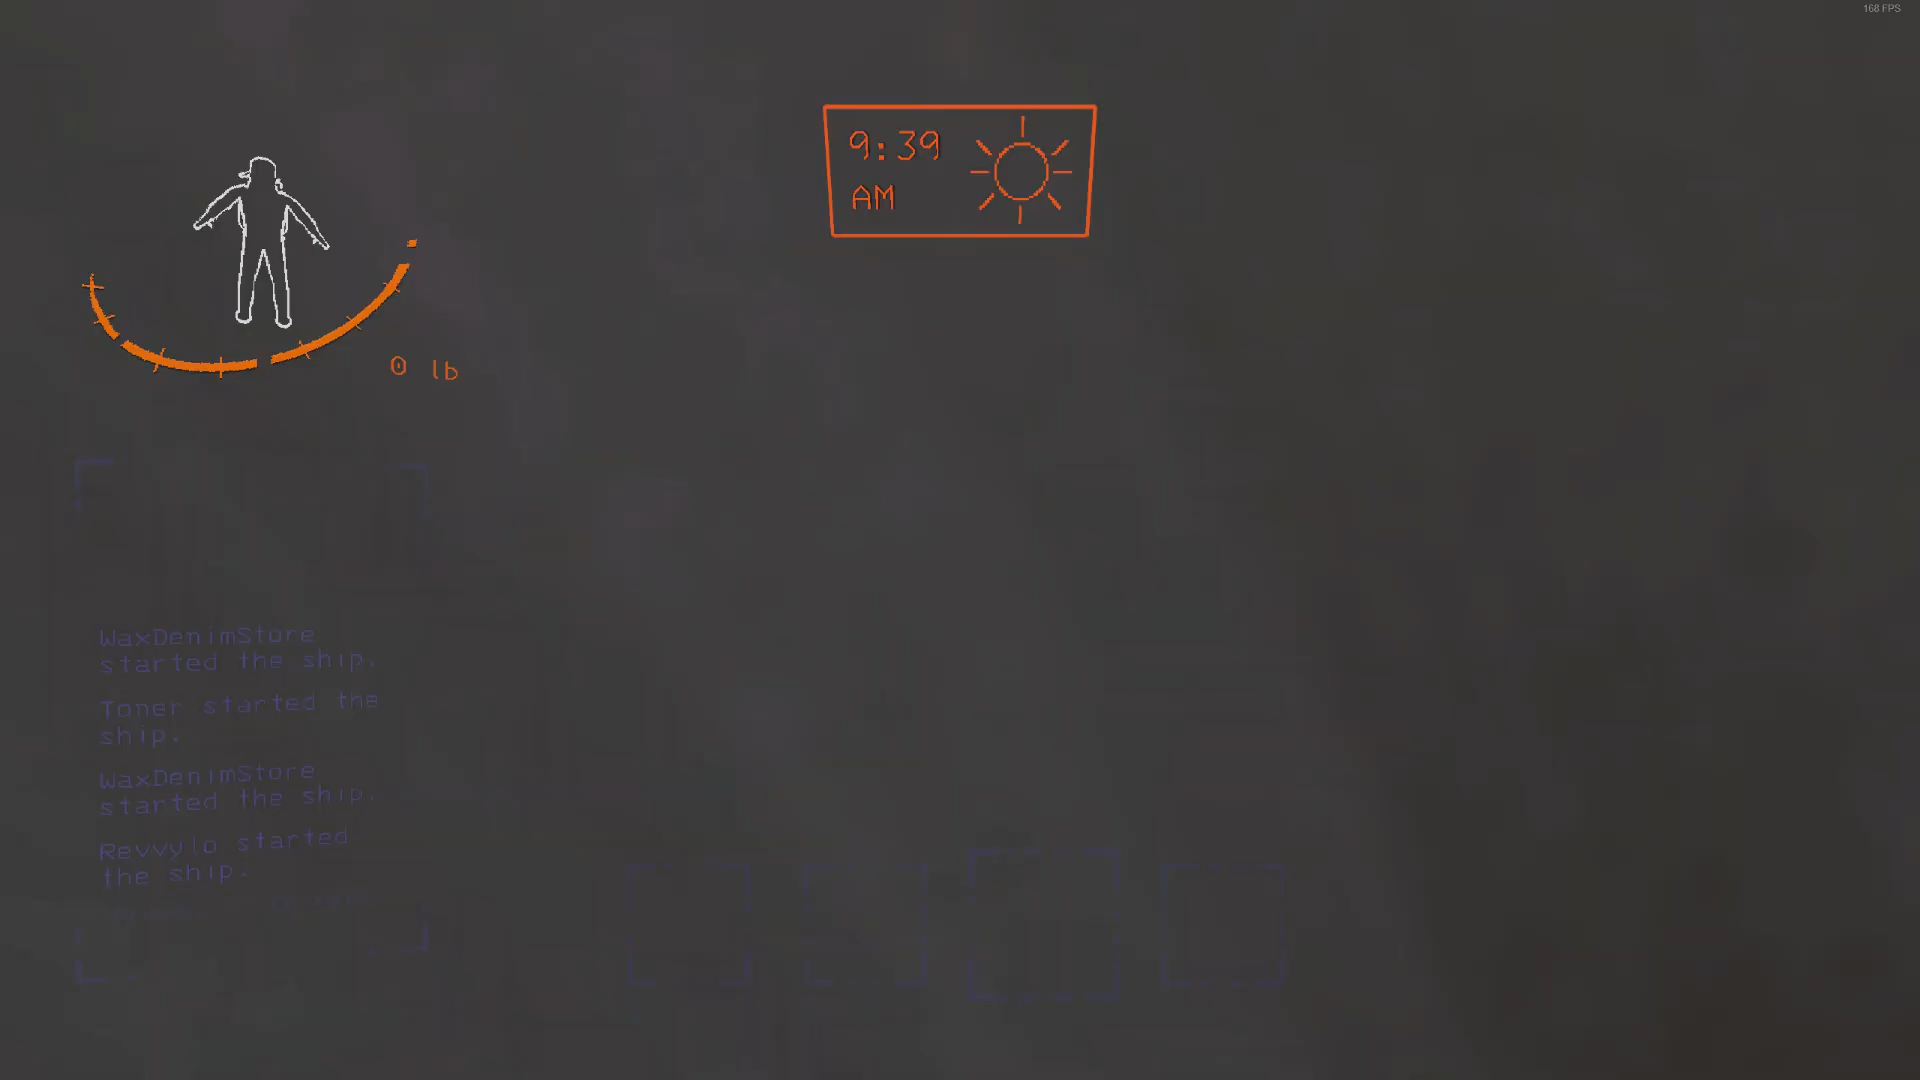 168 FPS
9:39
AM
0 lb
WaxDenimStore
started the ship.
Toner started the
ship.
WaxDenimStore
started the ship.
Revvylo started
the ship.